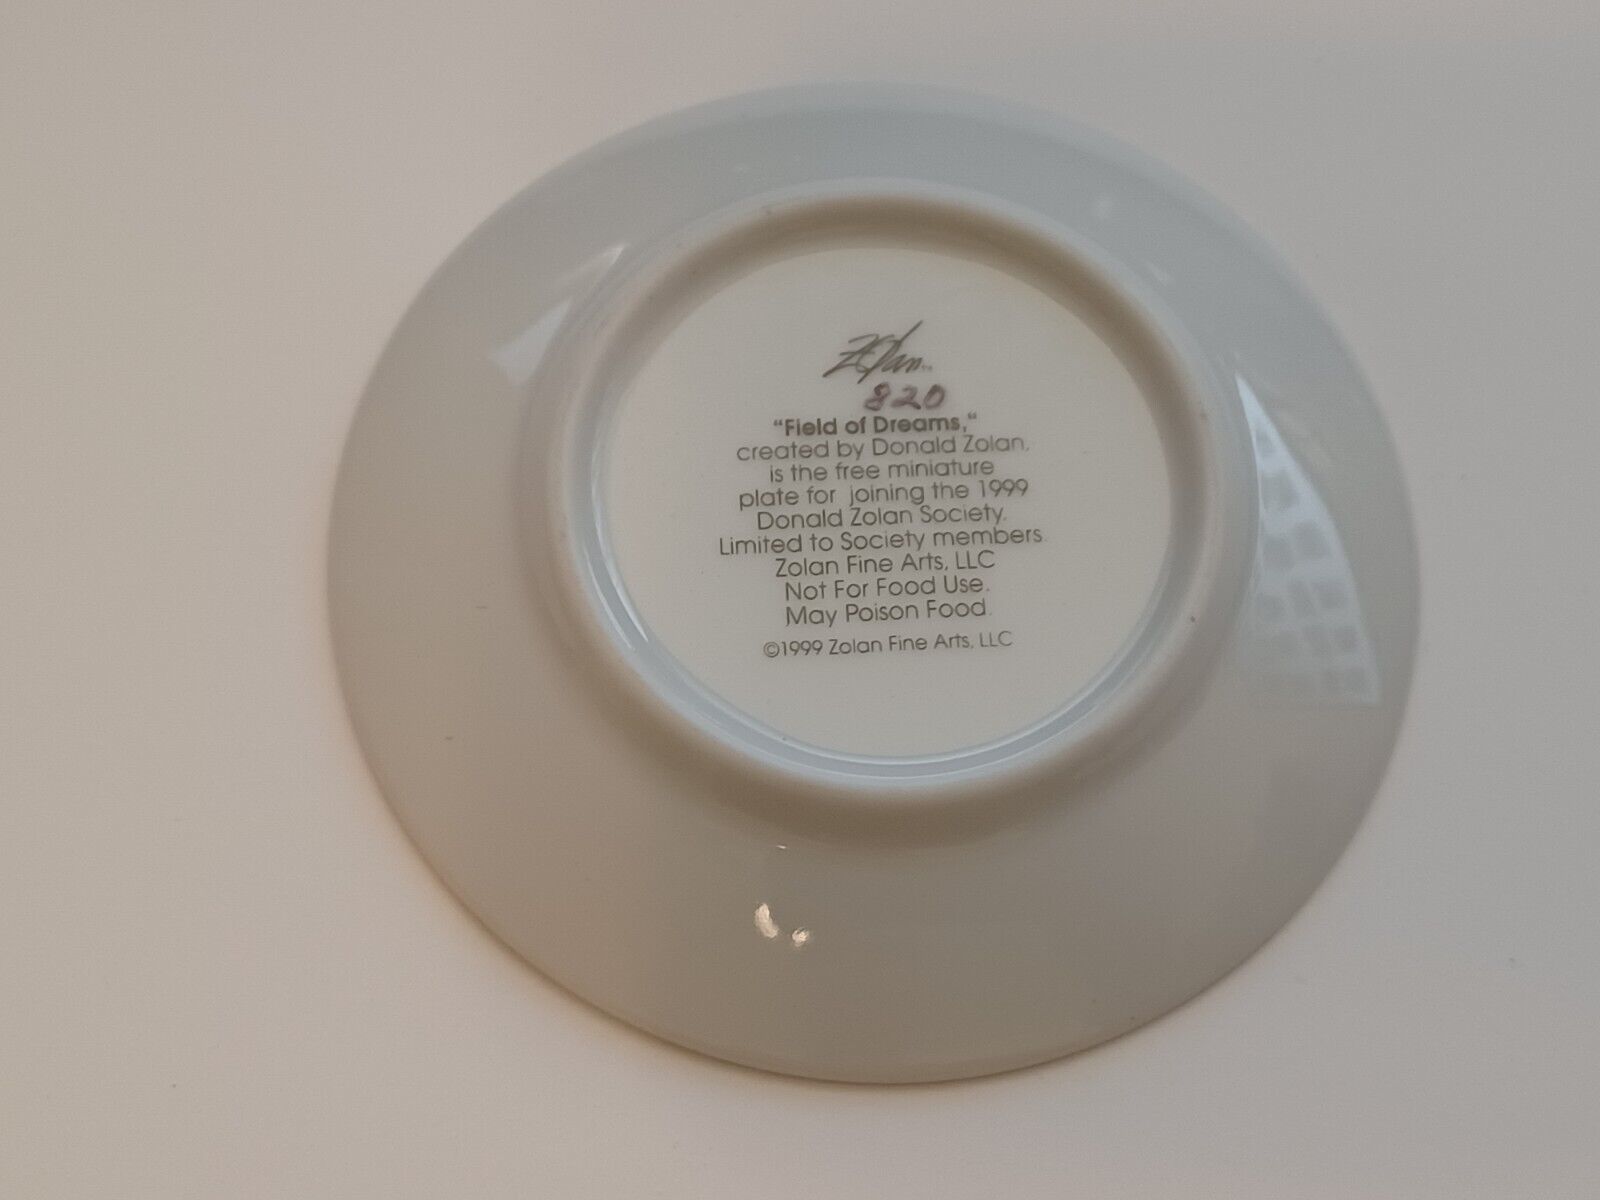 Zolan™
820
"Field of Dreams,"
created by Donald Zolan,
is the free miniature
plate for joining the 1999
Donald Zolan Society.
Limited to Society members.
Zolan Fine Arts, LLC
Not For Food Use.
May Poison Food.
©1999 Zolan Fine Arts, LLC